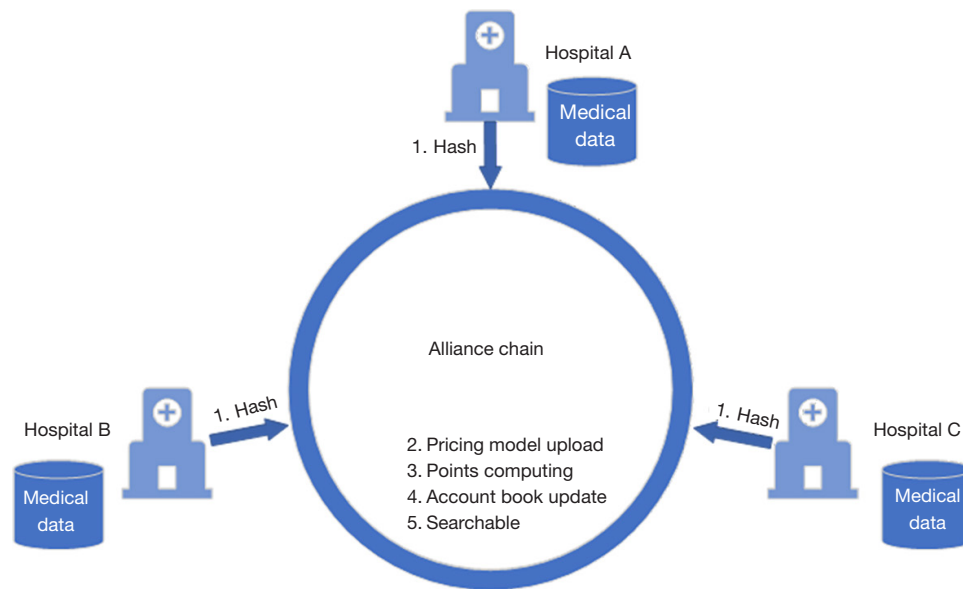 Hospital A
Medical
data
1. Hash
Alliance chain
Hospital B
1. Hash
Medical
data
1. Hash
Hospital C
Medical
data
2. Pricing model upload
3. Points computing
4. Account book update
5. Searchable